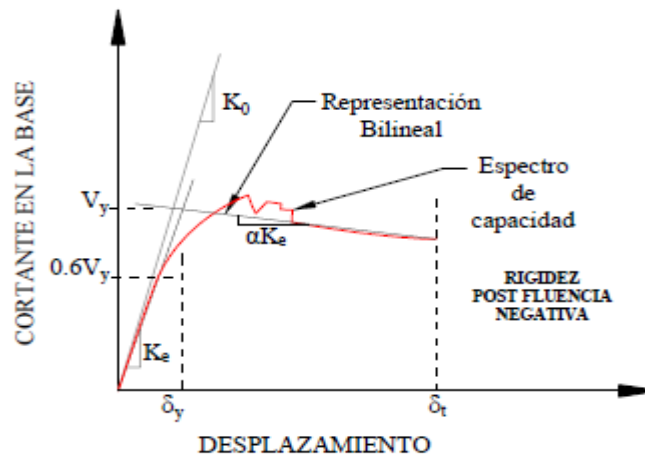 CORTANTE EN LA BASE
K₀
Representación
Bilineal
Espectro
de
capacidad
Vy
αKₑ
0.6Vy
RIGIDEZ
POST FLUENCIA
NEGATIVA
Kₑ
δy
δt
DESPLAZAMIENTO